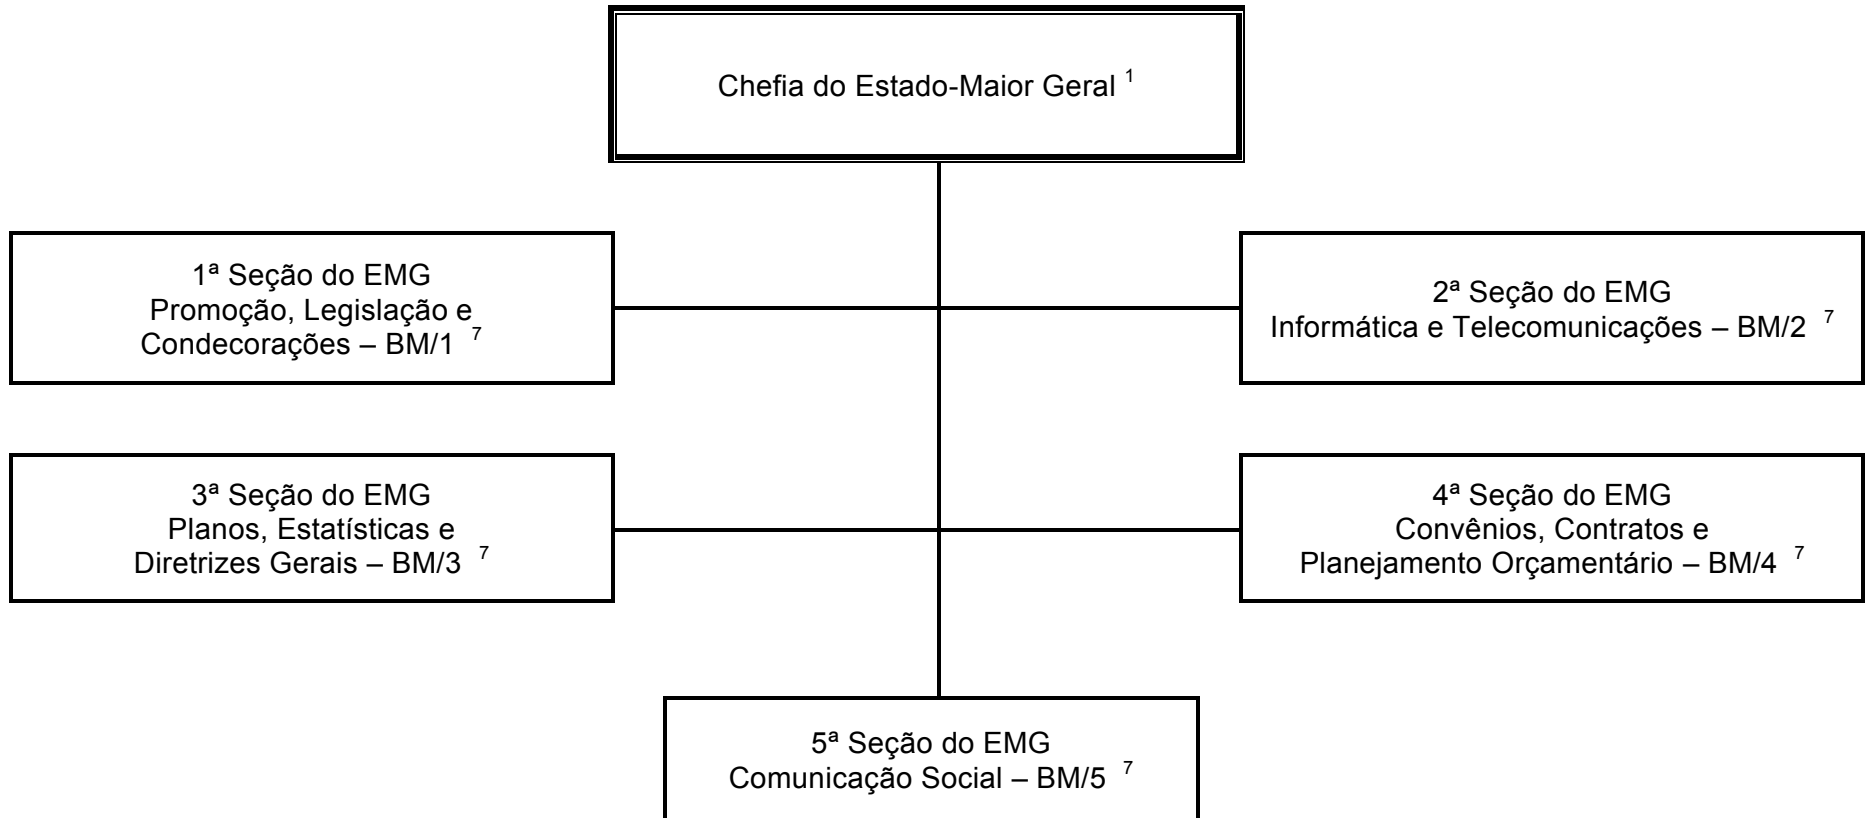 Chefia do Estado-Maior Geral 1
1ª Seção do EMG
Promoção, Legislação e
Condecorações – BM/1 7
2ª Seção do EMG
Informática e Telecomunicações – BM/2 7
3ª Seção do EMG
Planos, Estatísticas e
Diretrizes Gerais – BM/3 7
4ª Seção do EMG
Convênios, Contratos e
Planejamento Orçamentário – BM/4 7
5ª Seção do EMG
Comunicação Social – BM/5 7